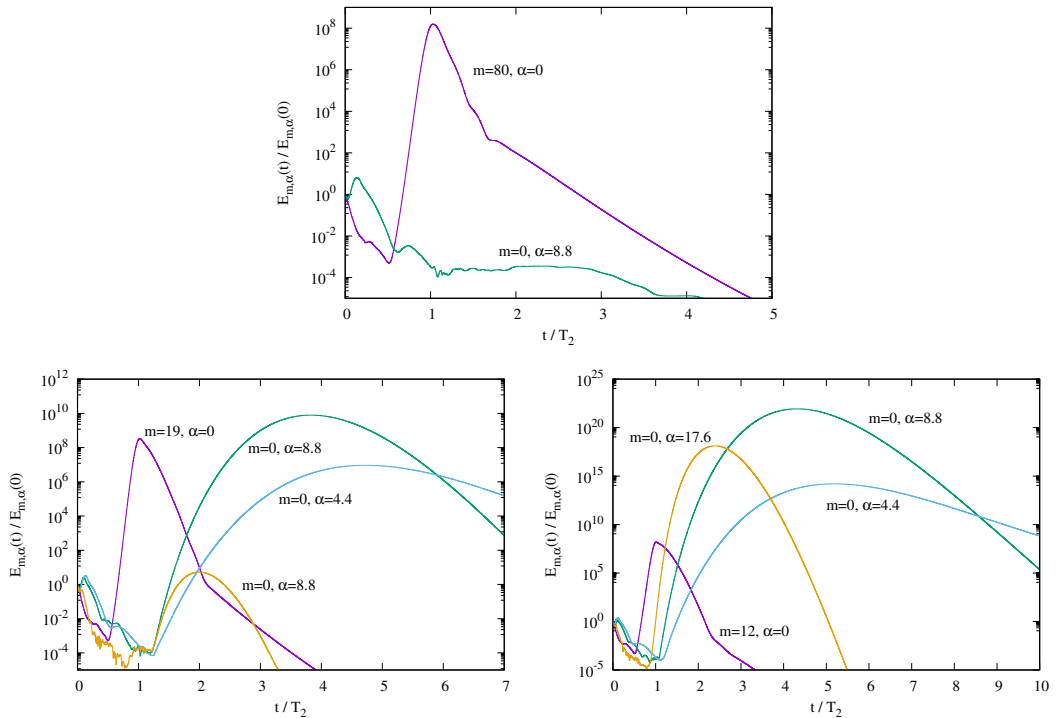 10^8
10^6
10^4
10^2
10^0
10^-2
10^-4
E_{m,α}(t) / E_{m,α}(0)
m=80, α=0
m=0, α=8.8
0 1 2 3 4 5
t / T_2
10^12
10^10
10^8
10^6
10^4
10^2
10^0
10^-2
10^-4
E_{m,α}(t) / E_{m,α}(0)
m=19, α=0
m=0, α=8.8
m=0, α=4.4
m=0, α=8.8
0 1 2 3 4 5 6 7
t / T_2
10^25
10^20
10^15
10^10
10^5
10^0
10^-5
E_{m,α}(t) / E_{m,α}(0)
m=0, α=8.8
m=0, α=17.6
m=0, α=4.4
m=12, α=0
0 1 2 3 4 5 6 7 8 9 10
t / T_2